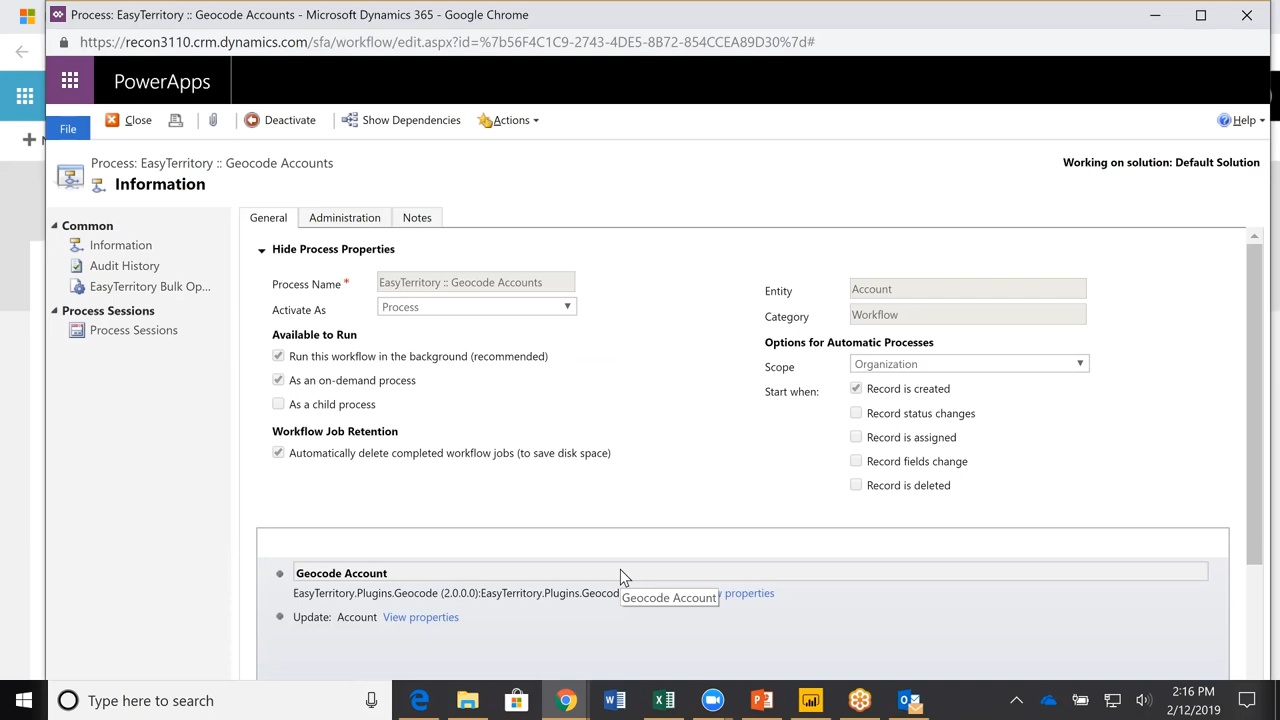 Process: EasyTerritory :: Geocode Accounts - Microsoft Dynamics 365 - Google Chrome
https://recon3110.crm.dynamics.com/sfa/workflow/edit.aspx?id=%7b56F4C1C9-2743-4DE5-8B72-854CCEA89D30%7d#
PowerApps
File
Close
Deactivate
Show Dependencies
Actions
Help
Process: EasyTerritory :: Geocode Accounts
Information
Working on solution: Default Solution
Common
Information
Audit History
EasyTerritory Bulk Op...
Process Sessions
Process Sessions
General
Administration
Notes
Hide Process Properties
Process Name *
EasyTerritory :: Geocode Accounts
Activate As
Process
Available to Run
Run this workflow in the background (recommended)
As an on-demand process
As a child process
Workflow Job Retention
Automatically delete completed workflow jobs (to save disk space)
Entity
Account
Category
Workflow
Options for Automatic Processes
Scope
Organization
Start when:
Record is created
Record status changes
Record is assigned
Record fields change
Record is deleted
Geocode Account
EasyTerritory.Plugins.Geocode (2.0.0.0):EasyTerritory.Plugins.Geocod
properties
Geocode Account
Update: Account View properties
Type here to search
2:16 PM
2/12/2019